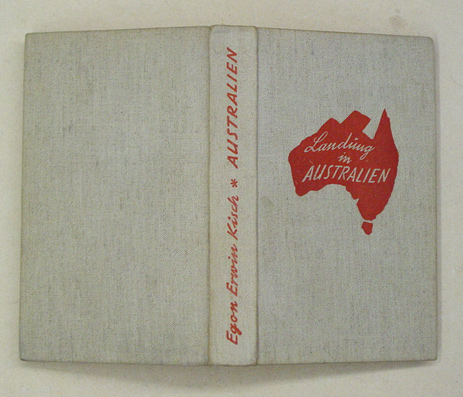 Egon Erwin Kisch * AUSTRALIEN
Landung
in
AUSTRALIEN